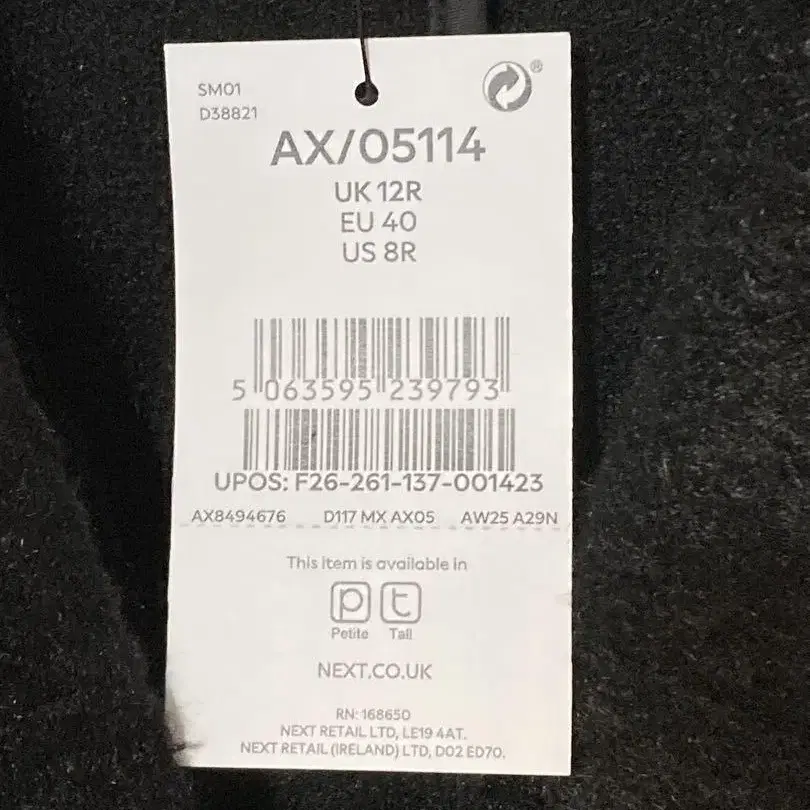 SM01
D38821
®
AX/05114
UK 12R
EU 40
US 8R
5 063595 239793
UPOS: F26-261-137-001423
AX8494676 D117 MX AX05 AW25 A29N
This item is available in
p t
Petite Tall
NEXT.CO.UK
RN: 168650
NEXT RETAIL LTD, LE19 4AT.
NEXT RETAIL (IRELAND) LTD, D02 ED70.